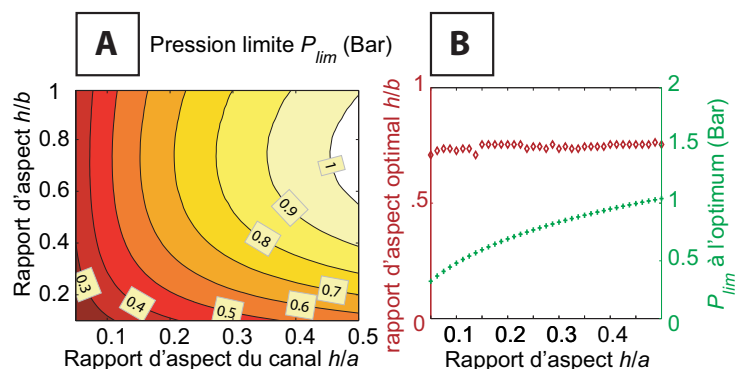 A Pression limite P_lim (Bar)
Rapport d'aspect h/b
1
0.8
0.6
0.4
0.2
0.3
0.4
0.5
0.6
0.7
0.8
0.9
1
0.1 0.2 0.3 0.4 0.5
Rapport d'aspect du canal h/a
B
rapport d'aspect optimal h/b
1
.5
0
2
1.5
1
0.5
0
P_lim à l'optimum (Bar)
0.1 0.2 0.3 0.4
Rapport d'aspect h/a